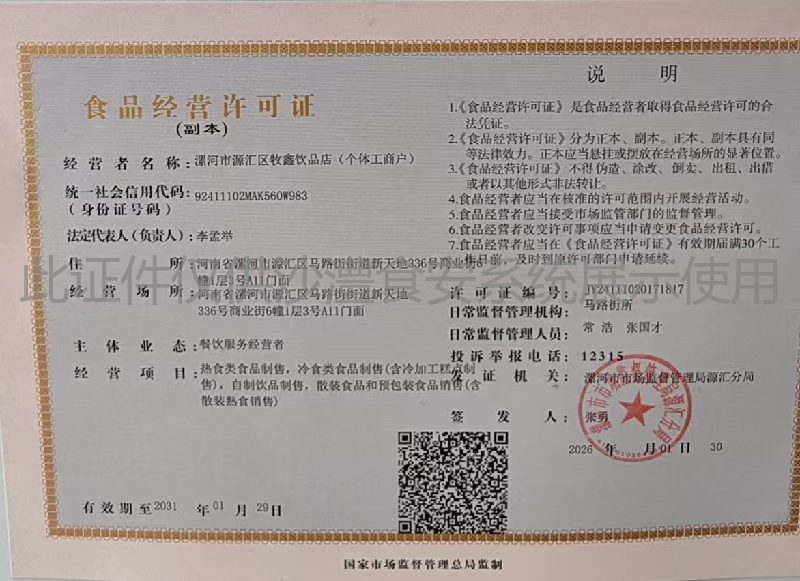 食品经营许可证
(副本)
经营者名称：漯河市源汇区牧鑫饮品店（个体工商户）
统一社会信用代码：92411102MAK560W983
(身份证号码)
法定代表人(负责人)：李孟举
住所：河南省漯河市源汇区马路街街道新天地336号商业街6
幢1层3号A11门面
经营场所：河南省漯河市源汇区马路街街道新天地
336号商业街6幢1层3号A11门面
主体业态：餐饮服务经营者
经营项目：热食类食品制售，冷食类食品制售(含冷加工糕点制
售)，自制饮品制售，散装食品和预包装食品销售(含
散装熟食销售)
有效期至2031年01月29日
说明
1.《食品经营许可证》是食品经营者取得食品经营许可的合
法凭证。
2.《食品经营许可证》分为正本、副本。正本、副本具有同
等法律效力。正本应当悬挂或摆放在经营场所的显著位置。
3.《食品经营许可证》不得伪造、涂改、倒卖、出租、出借
或者以其他形式非法转让。
4.食品经营者应当在核准的许可范围内开展经营活动。
5.食品经营者应当接受市场监管部门的监督管理。
6.食品经营者改变许可事项应当申请变更食品经营许可。
7.食品经营者应当在《食品经营许可证》有效期届满30个工
作日前，及时到原许可部门申请延续。
许可证编号：JY24111020171817
日常监督管理机构：马路街所
日常监督管理人员：常浩 张国才
投诉举报电话：12315
发证机关：漯河市市场监督管理局源汇分局
签发人：张勇
2026年 月01日 30
国家市场监督管理总局监制